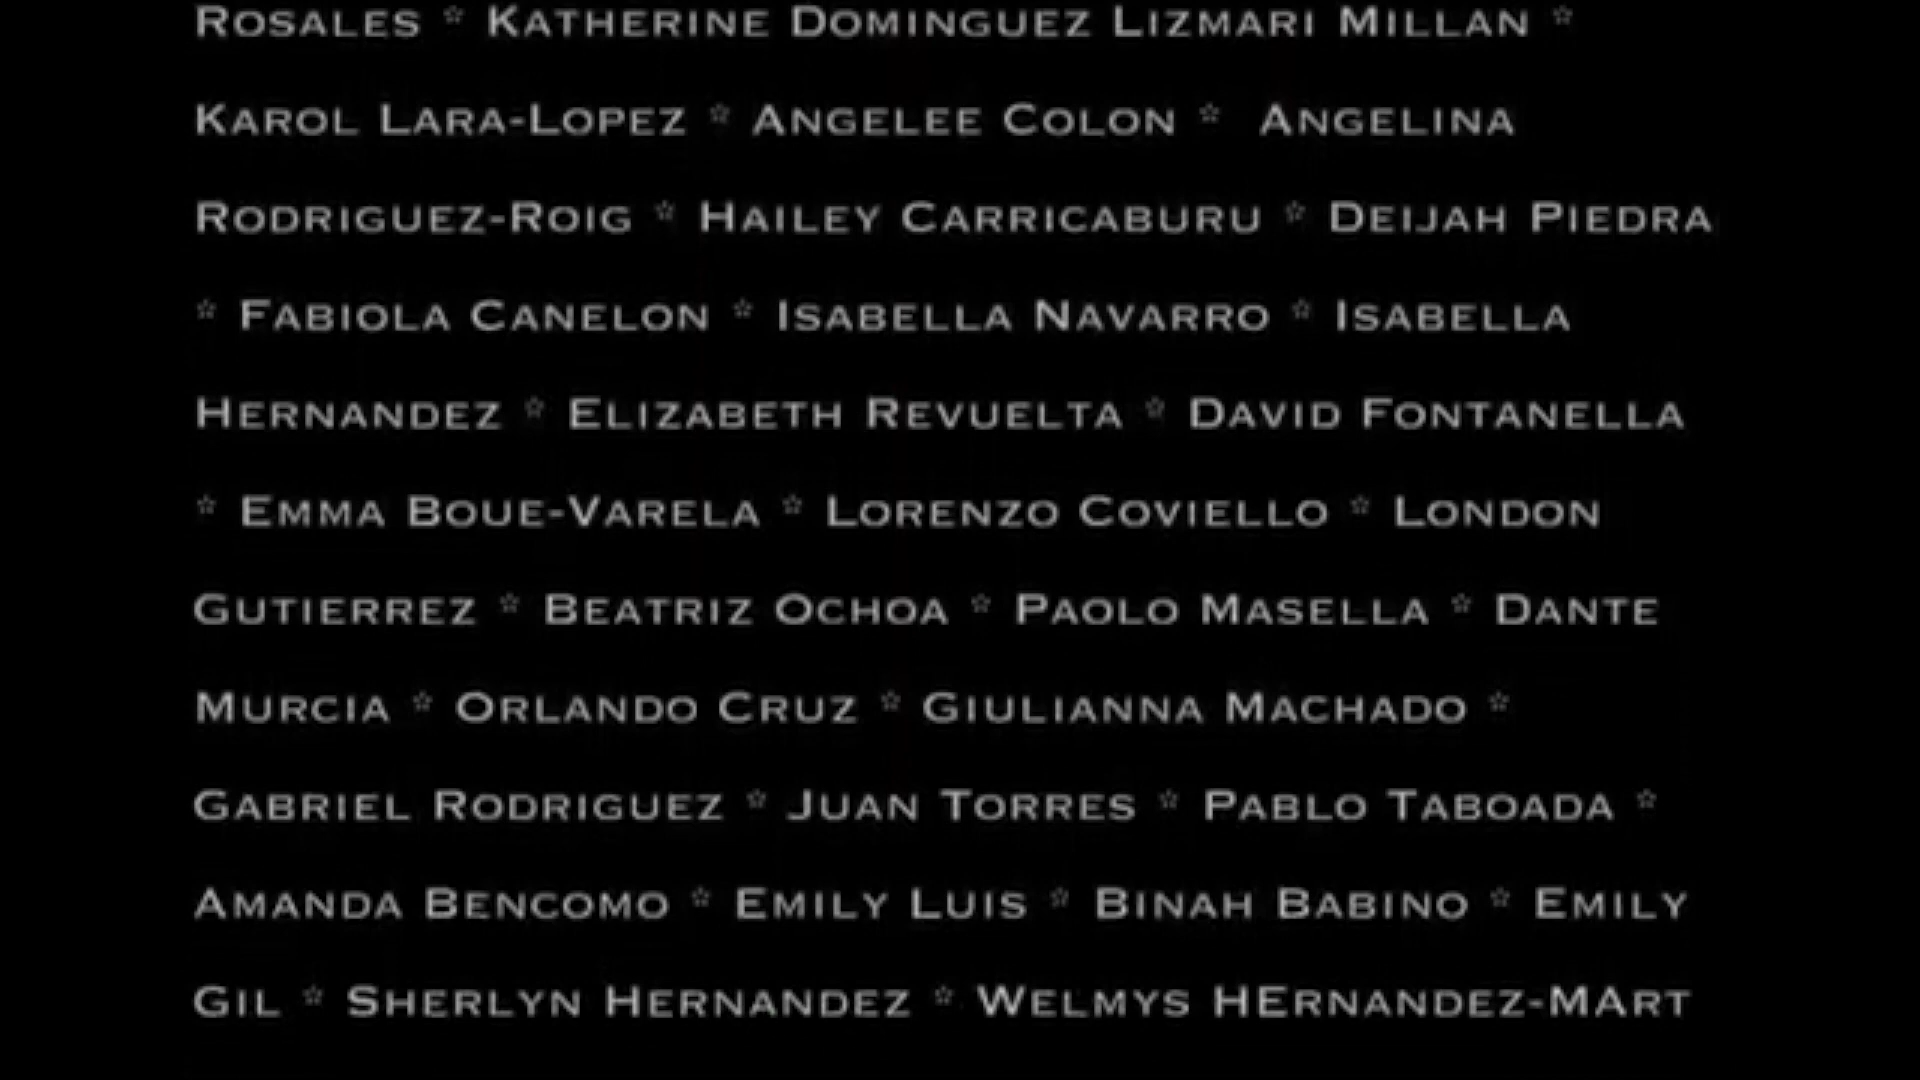 Rosales * Katherine Dominguez Lizmari Millan *
Karol Lara-Lopez * Angelee Colon * Angelina
Rodriguez-Roig * Hailey Carricaburu * Deijah Piedra
* Fabiola Canelon * Isabella Navarro * Isabella
Hernandez * Elizabeth Revuelta * David Fontanella
* Emma Boue-Varela * Lorenzo Coviello * London
Gutierrez * Beatriz Ochoa * Paolo Masella * Dante
Murcia * Orlando Cruz * Giulianna Machado *
Gabriel Rodriguez * Juan Torres * Pablo Taboada *
Amanda Bencomo * Emily Luis * Binah Babino * Emily
Gil * Sherlyn Hernandez * Welmys HErnandez-MArt